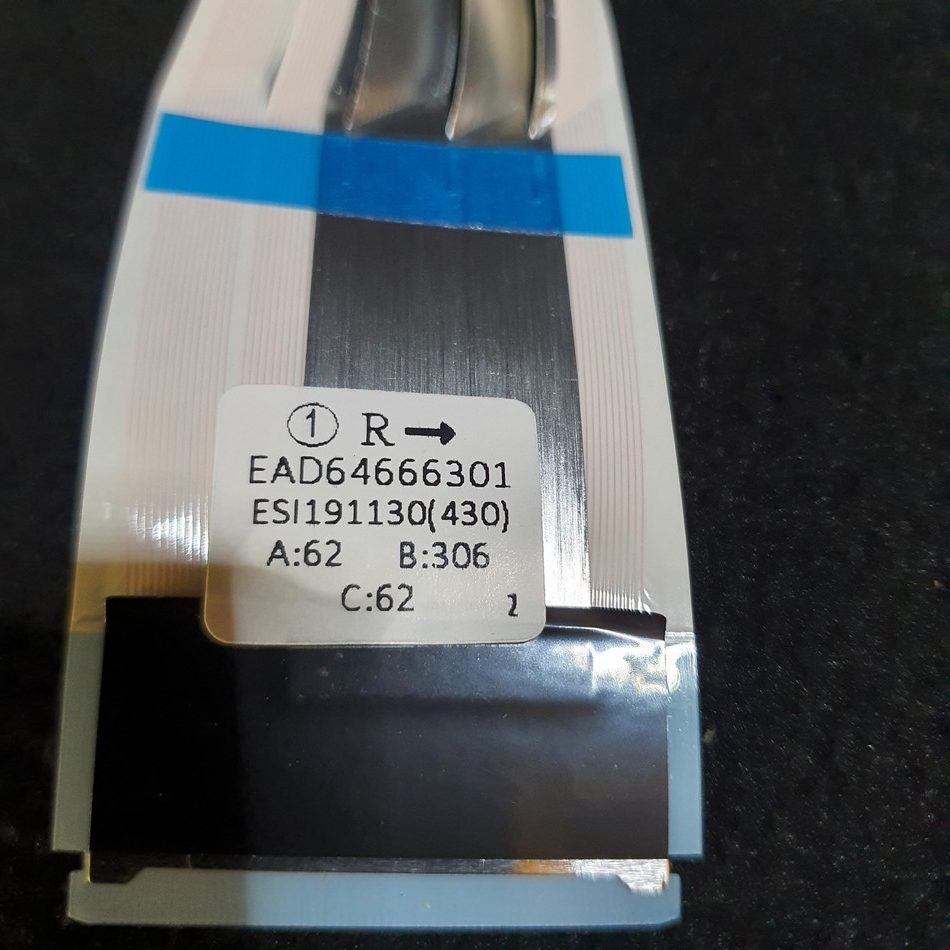 ① R→
EAD64666301
ESI191130(430)
A:62 B:306
C:62 2